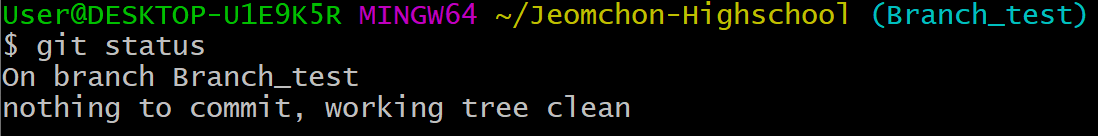 User@DESKTOP-U1E9K5R MINGW64 ~/Jeomchon-Highschool (Branch_test)
$ git status
On branch Branch_test
nothing to commit, working tree clean